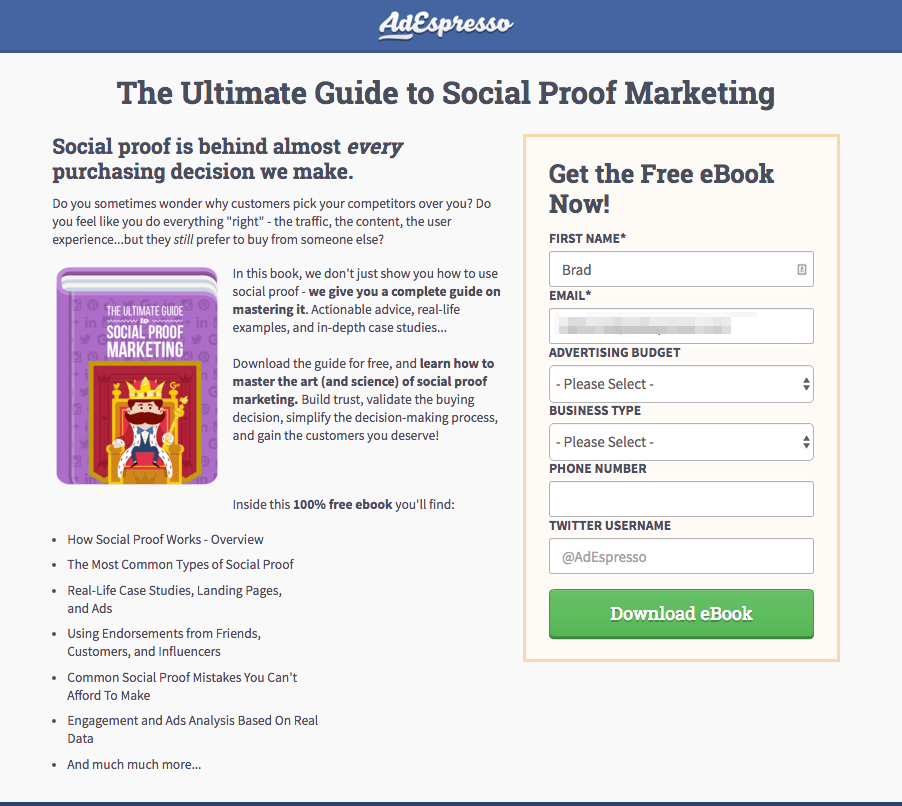 AdEspresso
The Ultimate Guide to Social Proof Marketing
Social proof is behind almost every
purchasing decision we make.
Do you sometimes wonder why customers pick your competitors over you? Do
you feel like you do everything "right" - the traffic, the content, the user
experience...but they still prefer to buy from someone else?
THE ULTIMATE GUIDE
to
SOCIAL PROOF
MARKETING
In this book, we don't just show you how to use
social proof - we give you a complete guide on
mastering it. Actionable advice, real-life
examples, and in-depth case studies...
Download the guide for free, and learn how to
master the art (and science) of social proof
marketing. Build trust, validate the buying
decision, simplify the decision-making process,
and gain the customers you deserve!
Inside this 100% free ebook you'll find:
• How Social Proof Works - Overview
• The Most Common Types of Social Proof
• Real-Life Case Studies, Landing Pages,
and Ads
• Using Endorsements from Friends,
Customers, and Influencers
• Common Social Proof Mistakes You Can't
Afford To Make
• Engagement and Ads Analysis Based On Real
Data
• And much much more...
Get the Free eBook
Now!
FIRST NAME*
Brad
EMAIL*
ADVERTISING BUDGET
- Please Select -
BUSINESS TYPE
- Please Select -
PHONE NUMBER
TWITTER USERNAME
@AdEspresso
Download eBook